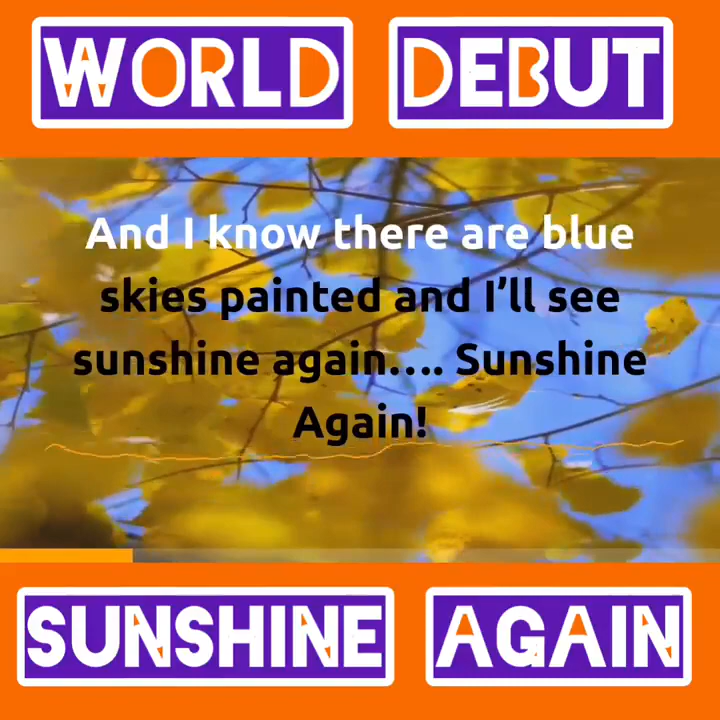 WORLD DEBUT
And I know there are blue
skies painted and I’ll see
sunshine again.... Sunshine
Again!
SUNSHINE AGAIN